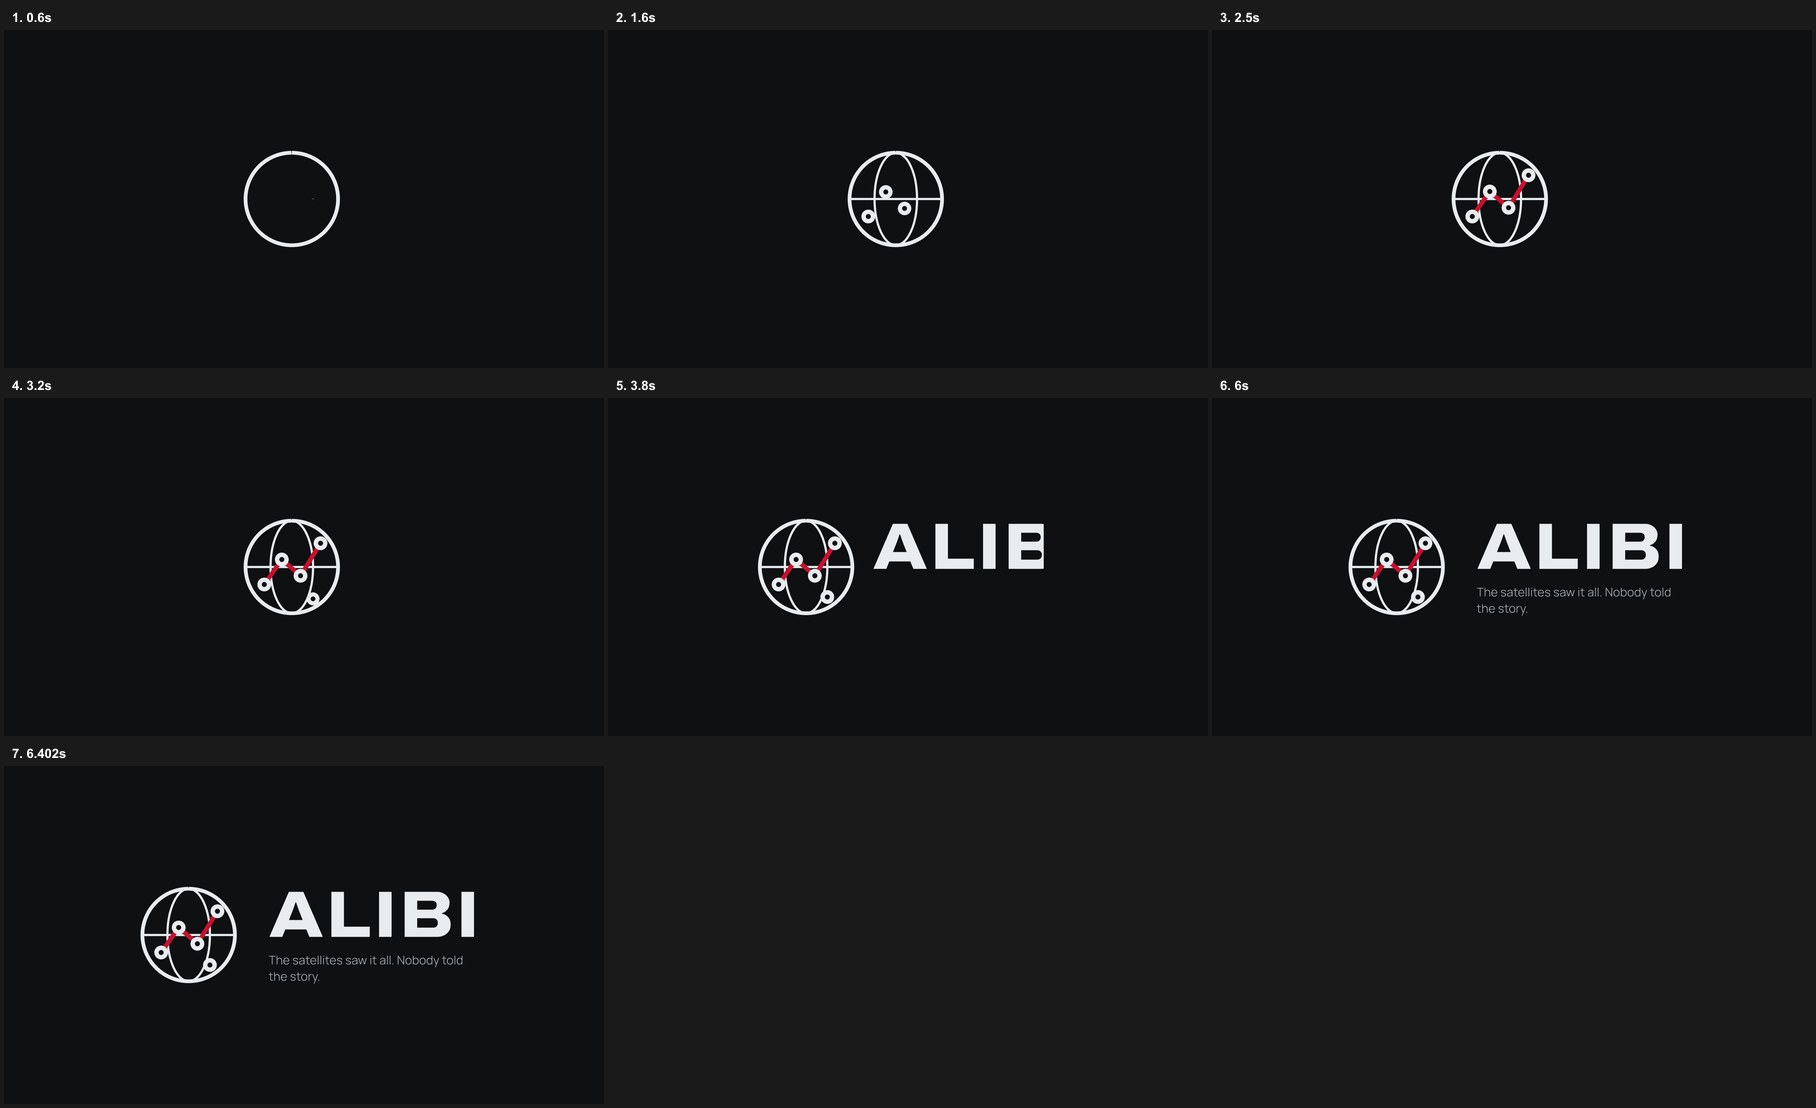 1. 0.6s
2. 1.6s
3. 2.5s
4. 3.2s
5. 3.8s
6. 6s
ALIB
ALIBI
The satellites saw it all. Nobody told
the story.
7. 6.402s
ALIBI
The satellites saw it all. Nobody told
the story.